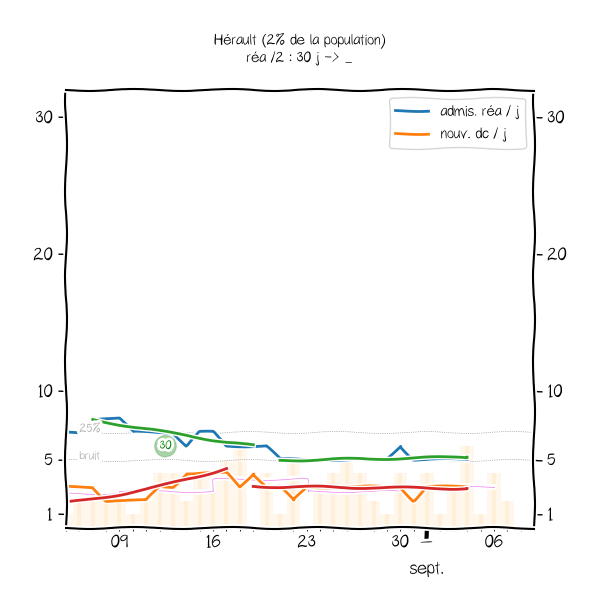 Hérault (2% de la population)
réa /2 : 30 j -> _
admis. réa / j
nouv. dc / j
30
30
20
20
10
10
25%
30
bruit
5
5
1
1
09
16
23
30
06
sept.